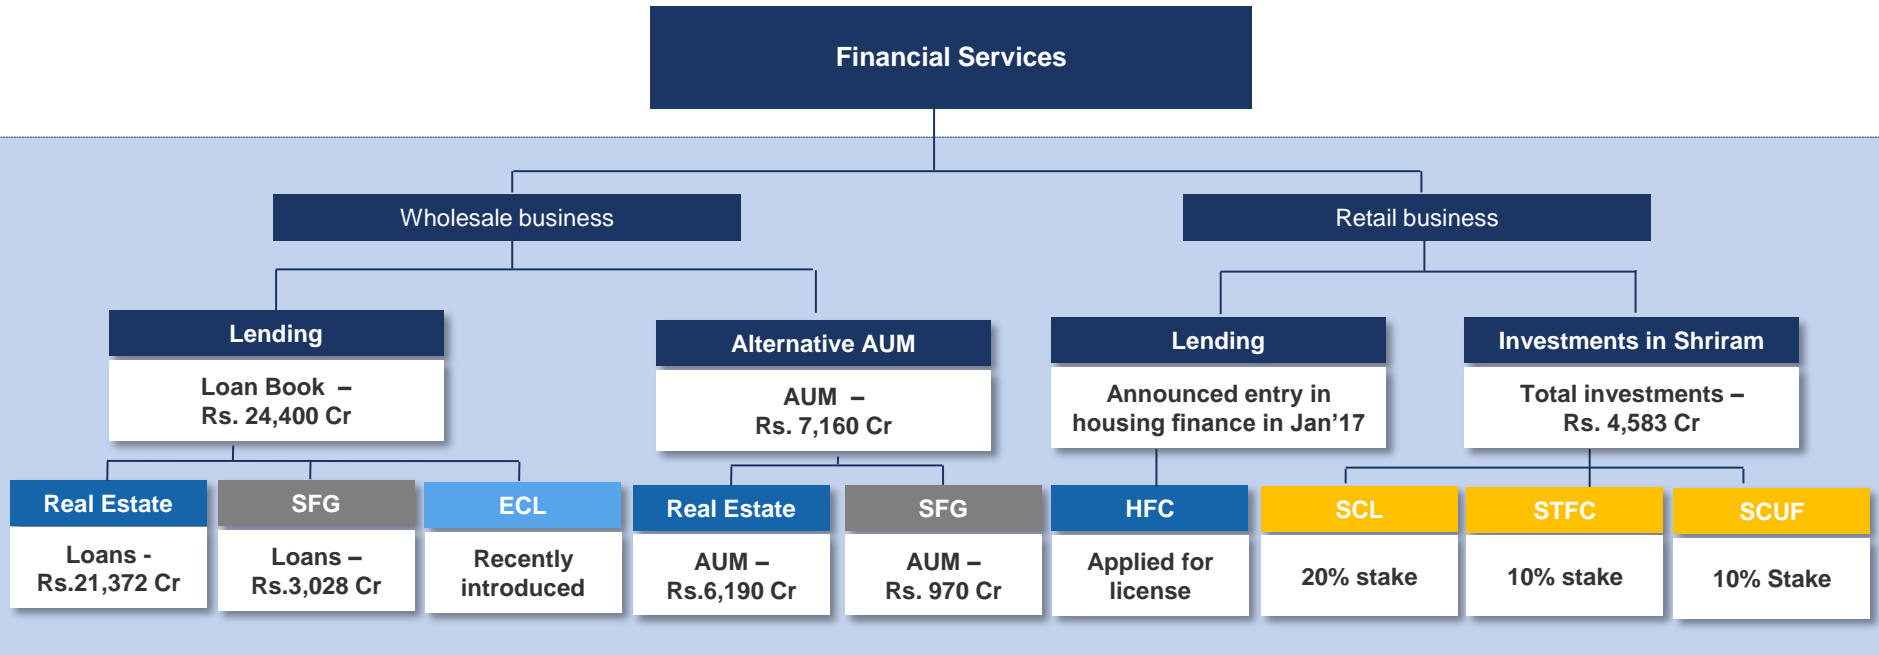 Financial Services
Wholesale business
Retail business
Lending
Loan Book –
Rs. 24,400 Cr
Alternative AUM
AUM –
Rs. 7,160 Cr
Lending
Announced entry in
housing finance in Jan’17
Investments in Shriram
Total investments –
Rs. 4,583 Cr
Real Estate
Loans -
Rs.21,372 Cr
SFG
Loans –
Rs.3,028 Cr
ECL
Recently
introduced
Real Estate
AUM –
Rs.6,190 Cr
SFG
AUM –
Rs. 970 Cr
HFC
Applied for
license
SCL
20% stake
STFC
10% stake
SCUF
10% Stake